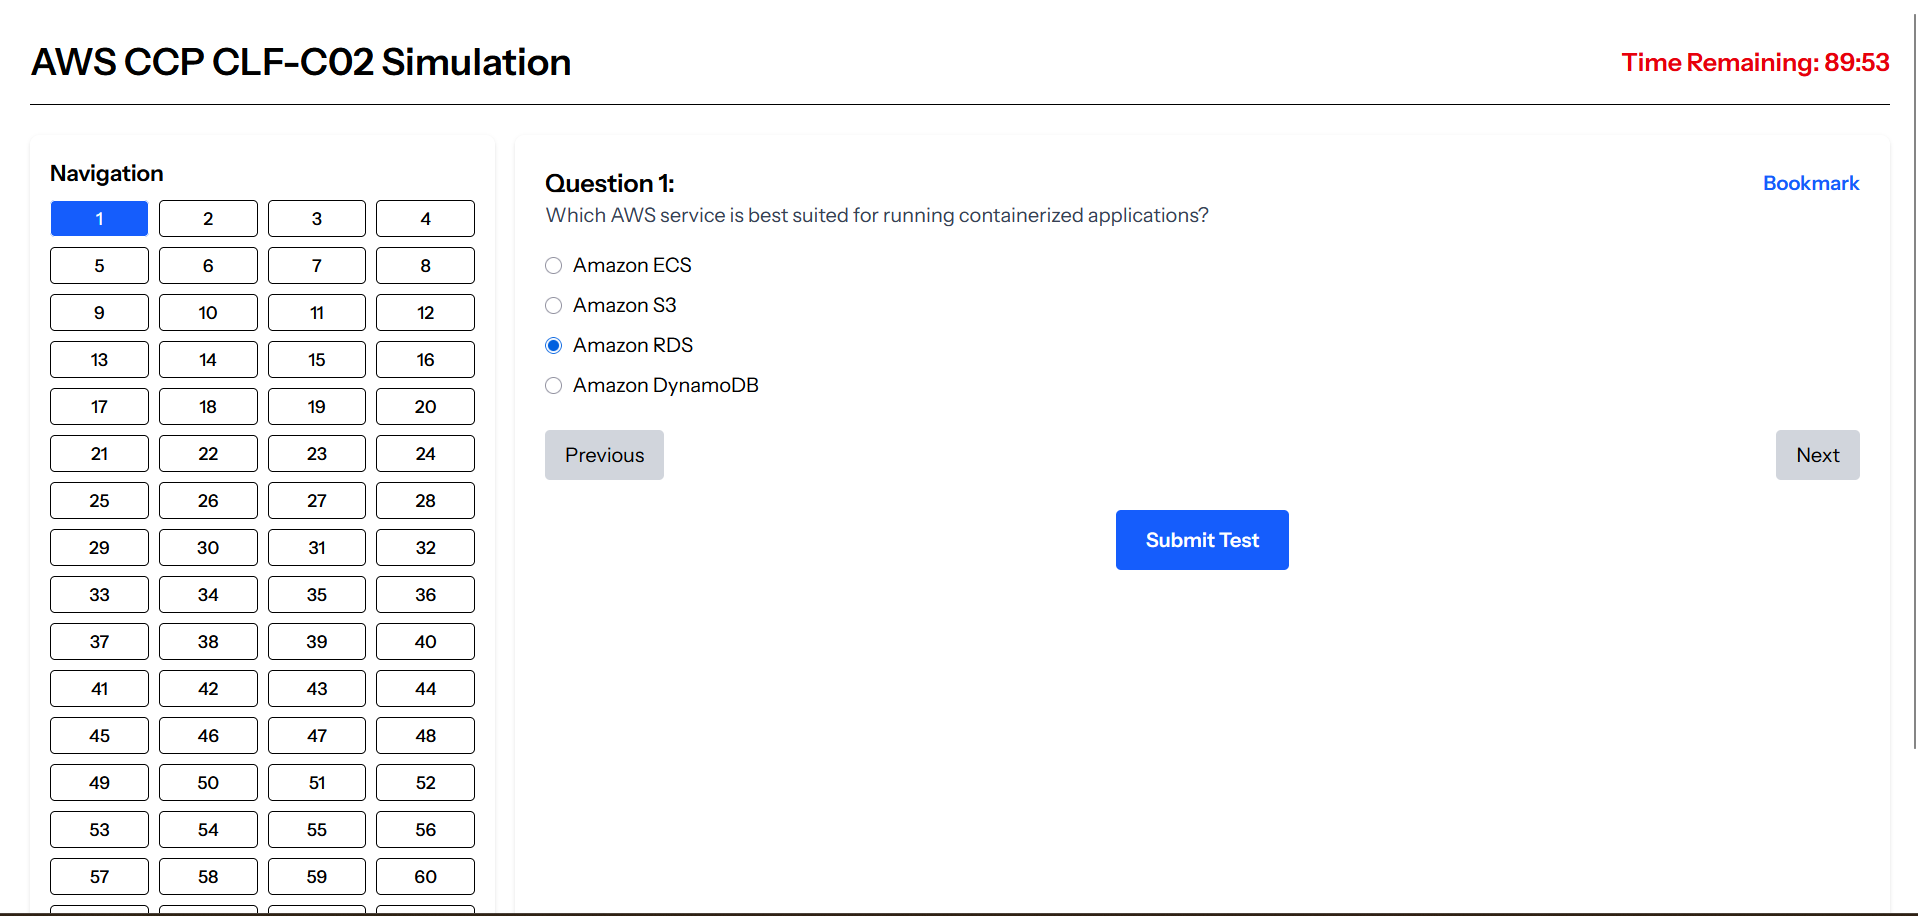 AWS CCP CLF-C02 Simulation
Time Remaining: 89:53
Navigation
1 2 3 4
5 6 7 8
9 10 11 12
13 14 15 16
17 18 19 20
21 22 23 24
25 26 27 28
29 30 31 32
33 34 35 36
37 38 39 40
41 42 43 44
45 46 47 48
49 50 51 52
53 54 55 56
57 58 59 60
Question 1:
Bookmark
Which AWS service is best suited for running containerized applications?
Amazon ECS
Amazon S3
Amazon RDS
Amazon DynamoDB
Previous
Next
Submit Test